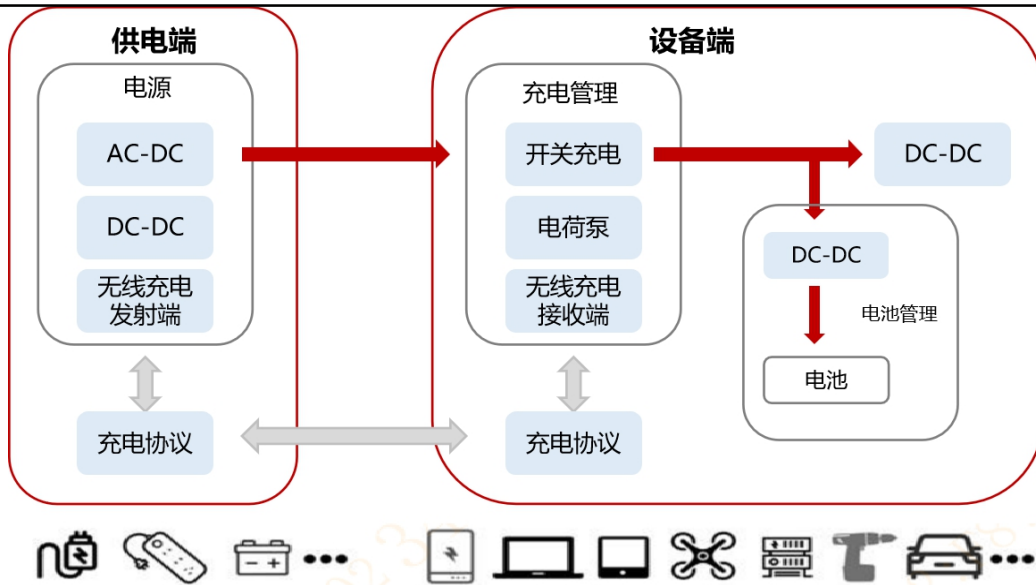 供电端
电源
AC-DC
DC-DC
无线充电
发射端
充电协议
设备端
充电管理
开关充电
电荷泵
无线充电
接收端
充电协议
DC-DC
DC-DC
电池管理
电池